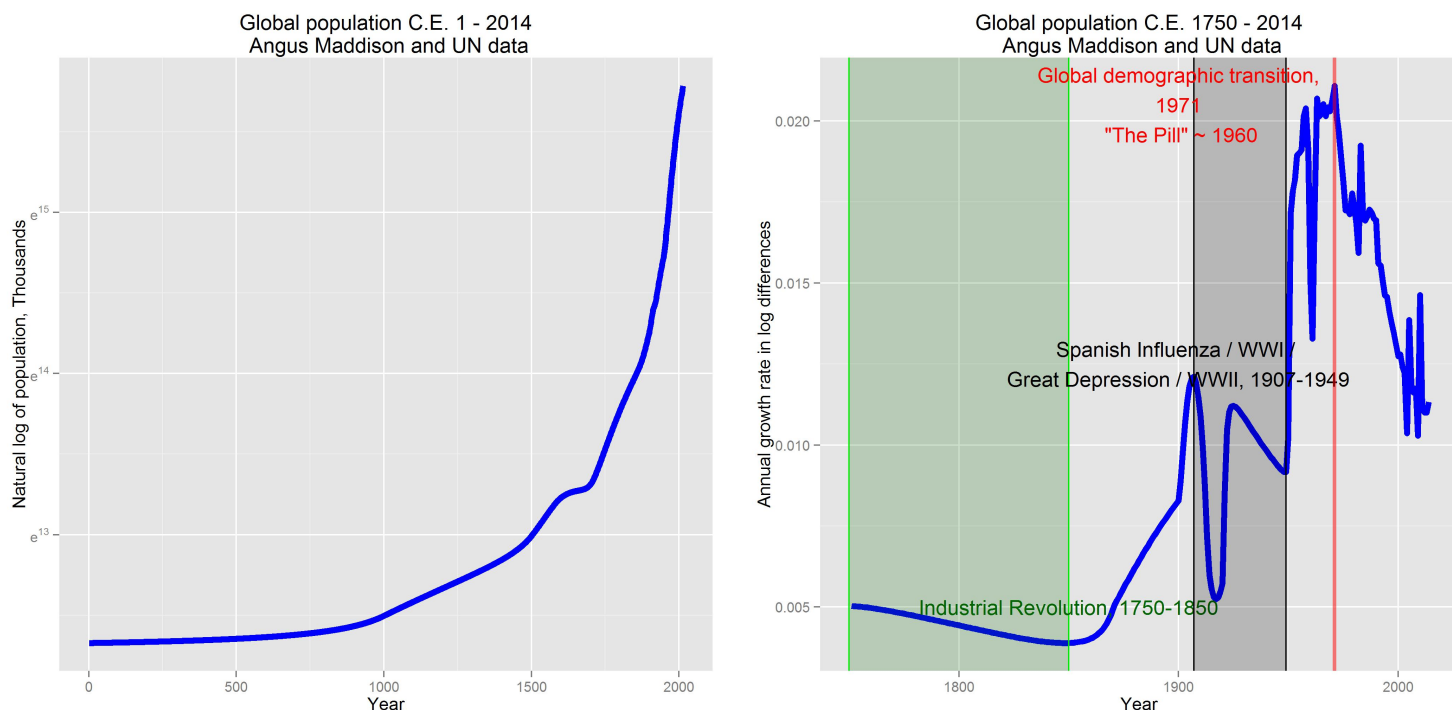 Global population C.E. 1 - 2014
Angus Maddison and UN data
Natural log of population, Thousands
e15
e14
e13
0
500
1000
1500
2000
Year
Global population C.E. 1750 - 2014
Angus Maddison and UN data
Global demographic transition,
1971
"The Pill" ~ 1960
Spanish Influenza / WWI /
Great Depression / WWII, 1907-1949
Industrial Revolution, 1750-1850
Annual growth rate in log differences
0.020
0.015
0.010
0.005
1800
1900
2000
Year